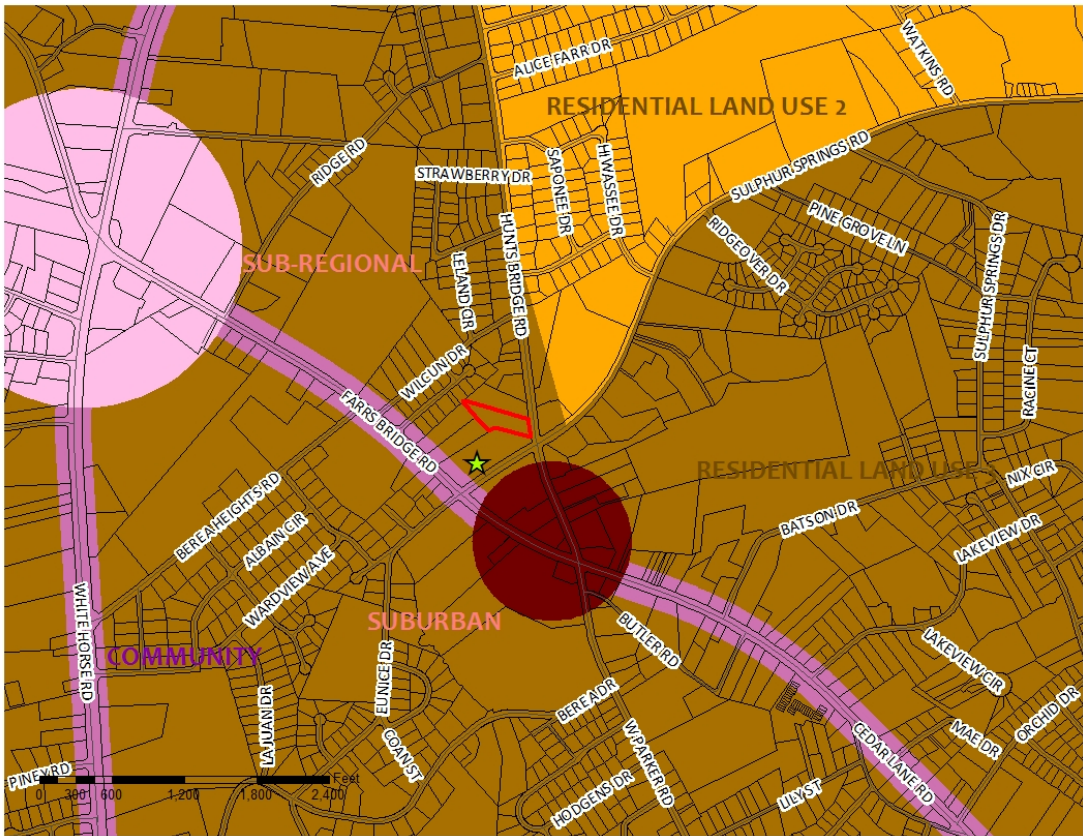 WATKINS RD
ALICE FARR DR
RESIDENTIAL LAND USE 2
SULPHUR SPRINGS RD
RIDGE RD
STRAWBERRY DR
SAPONEE DR
HIWASSEE DR
PINE GROVE LN
RIDGEOVER DR
SULPHUR SPRINGS DR
HUNTS BRIDGE RD
SUB-REGIONAL
LELAND CIR
WILCUN DR
RACINE CT
FARRS BRIDGE RD
RESIDENTIAL LAND USE
NIX CIR
BEREA HEIGHTS RD
BATSON DR
LAKEVIEW DR
ALBAIN CIR
WARDVIEW AVE
SUBURBAN
WHITE HORSE RD
COMMUNITY
BUTLER RD
LAKEVIEW CIR
EUNICE DR
LAJUAN DR
BEREA DR
ORCHID DR
MAE DR
COAN ST
W PARKER RD
CEDAR LANE RD
PINEY RD
Feet
0 300 600 1,200 1,800 2,400
HODGENS DR
LILY ST